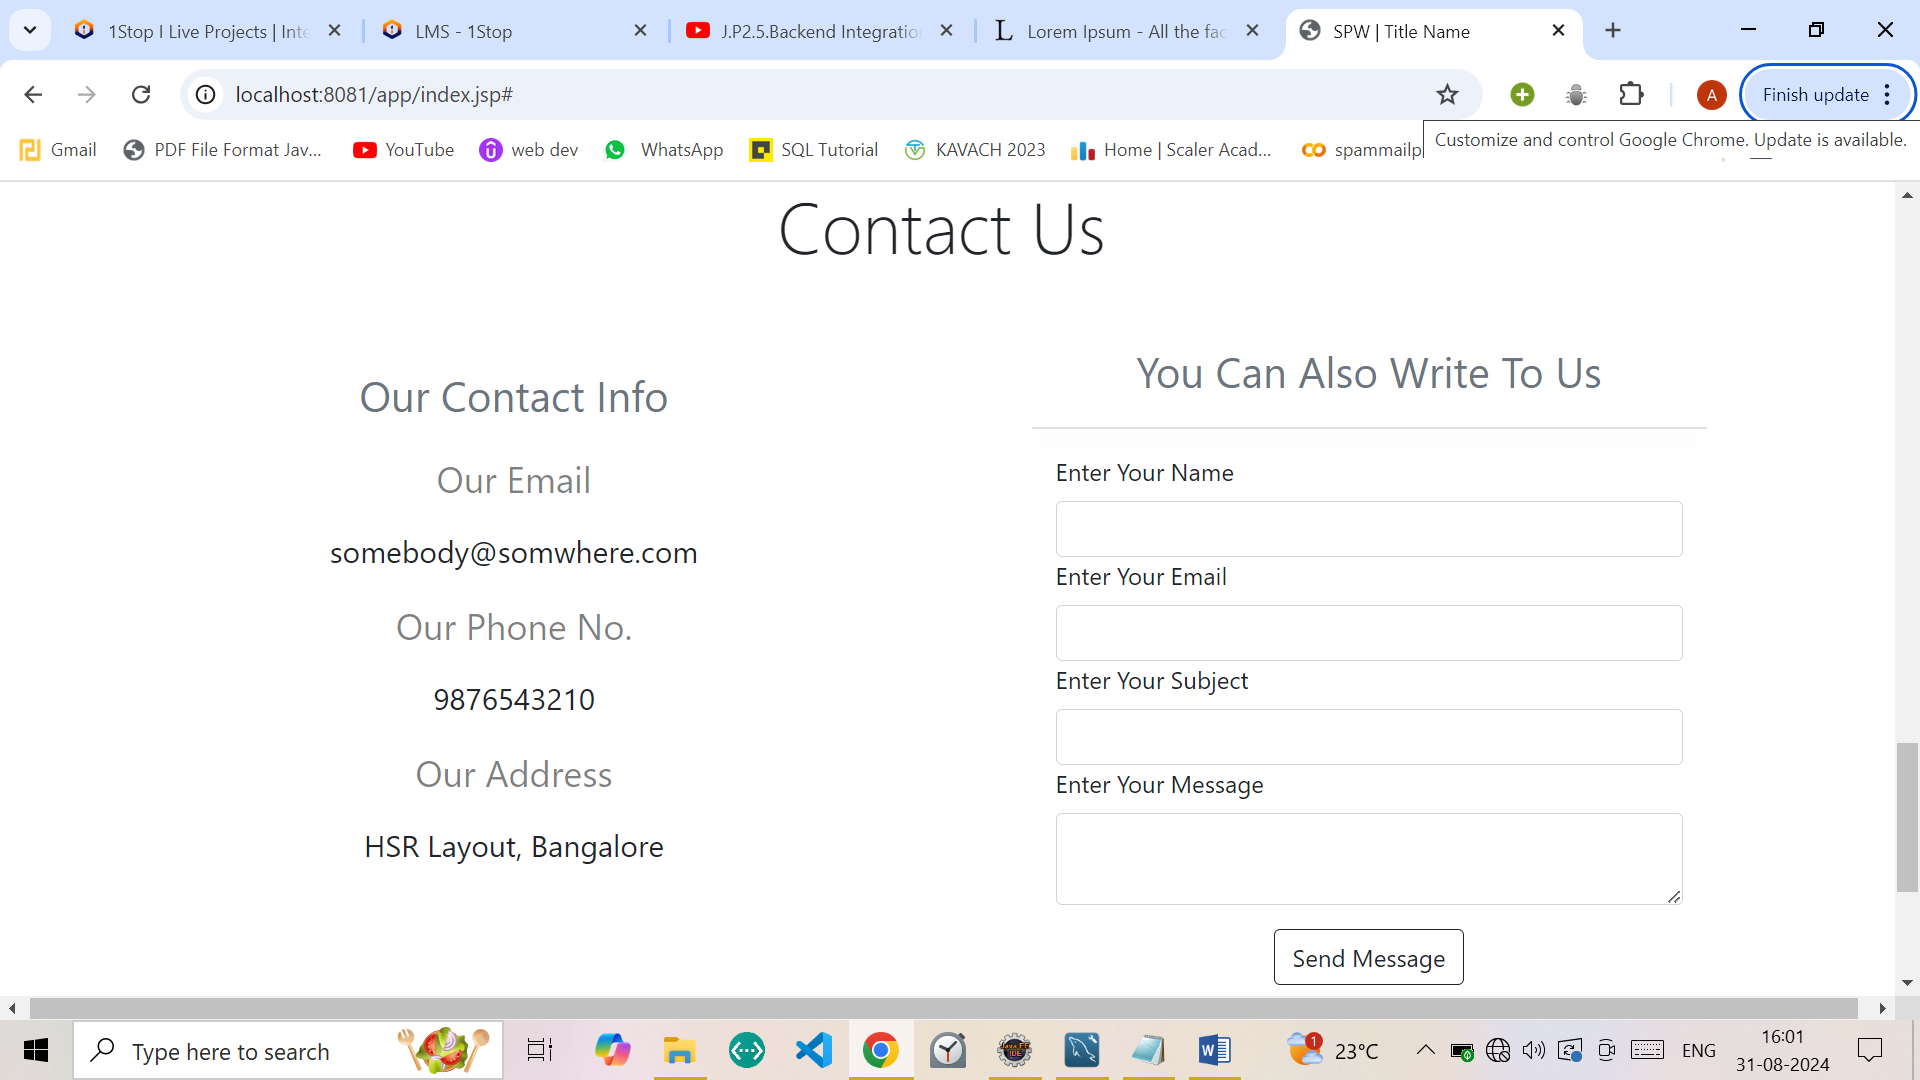 1Stop I Live Projects | Inte
LMS - 1Stop
J.P2.5.Backend Integratio
Lorem Ipsum - All the fac
SPW | Title Name
localhost:8081/app/index.jsp#
A
Finish update
Customize and control Google Chrome. Update is available.
Gmail
PDF File Format Jav...
YouTube
web dev
WhatsApp
SQL Tutorial
KAVACH 2023
Home | Scaler Acad...
spammailp
Contact Us
Our Contact Info
Our Email
somebody@somwhere.com
Our Phone No.
9876543210
Our Address
HSR Layout, Bangalore
You Can Also Write To Us
Enter Your Name
Enter Your Email
Enter Your Subject
Enter Your Message
Send Message
Type here to search
1
23°C
ENG
16:01
31-08-2024